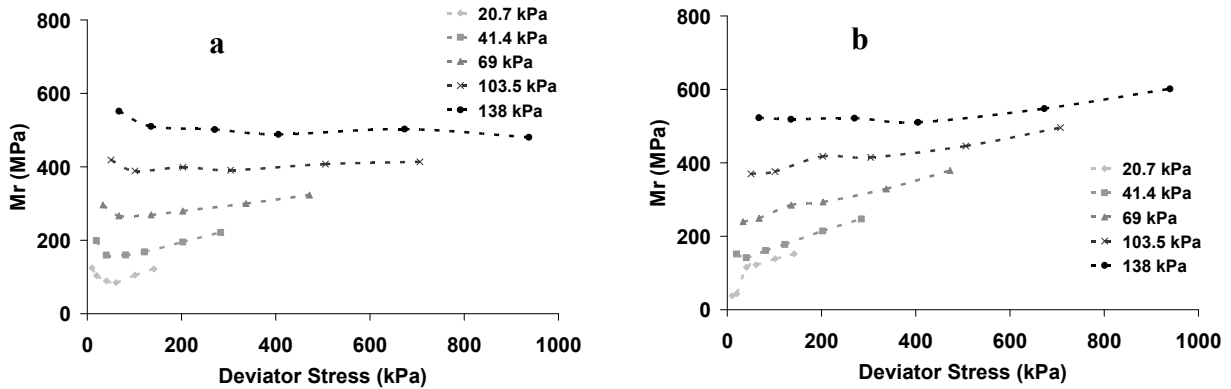 a
20.7 kPa
41.4 kPa
69 kPa
103.5 kPa
138 kPa
Mr (MPa)
800
600
400
200
0
0 200 400 600 800 1000
Deviator Stress (kPa)
b
20.7 kPa
41.4 kPa
69 kPa
103.5 kPa
138 kPa
Mr (MPa)
800
600
400
200
0
0 200 400 600 800 1000
Deviator Stress (kPa)